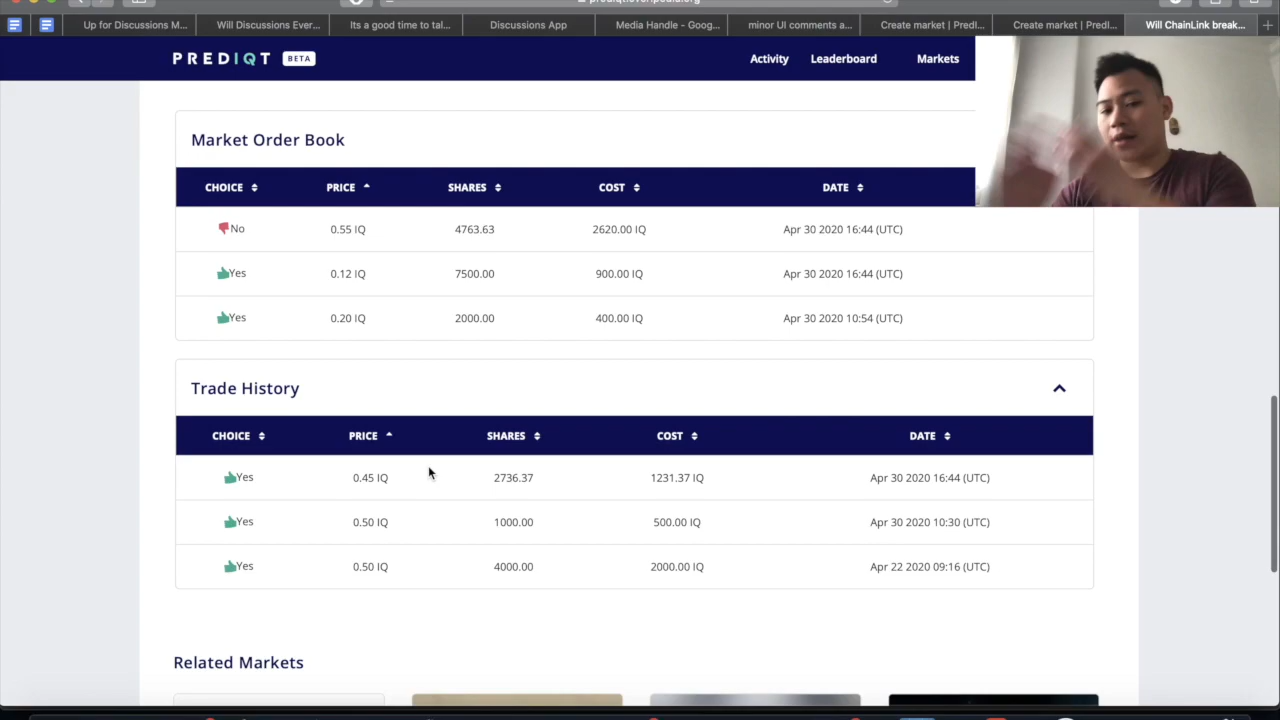 Up for Discussions M...
Will Discussions Ever...
Its a good time to tal...
Discussions App
Media Handle - Goog...
minor UI comments a...
Create market | PredI...
Create market | PredI...
Will ChainLink break...
PREDIQT BETA
Activity
Leaderboard
Markets
Market Order Book
CHOICE PRICE SHARES COST DATE
No 0.55 IQ 4763.63 2620.00 IQ Apr 30 2020 16:44 (UTC)
Yes 0.12 IQ 7500.00 900.00 IQ Apr 30 2020 16:44 (UTC)
Yes 0.20 IQ 2000.00 400.00 IQ Apr 30 2020 10:54 (UTC)
Trade History
CHOICE PRICE SHARES COST DATE
Yes 0.45 IQ 2736.37 1231.37 IQ Apr 30 2020 16:44 (UTC)
Yes 0.50 IQ 1000.00 500.00 IQ Apr 30 2020 10:30 (UTC)
Yes 0.50 IQ 4000.00 2000.00 IQ Apr 22 2020 09:16 (UTC)
Related Markets